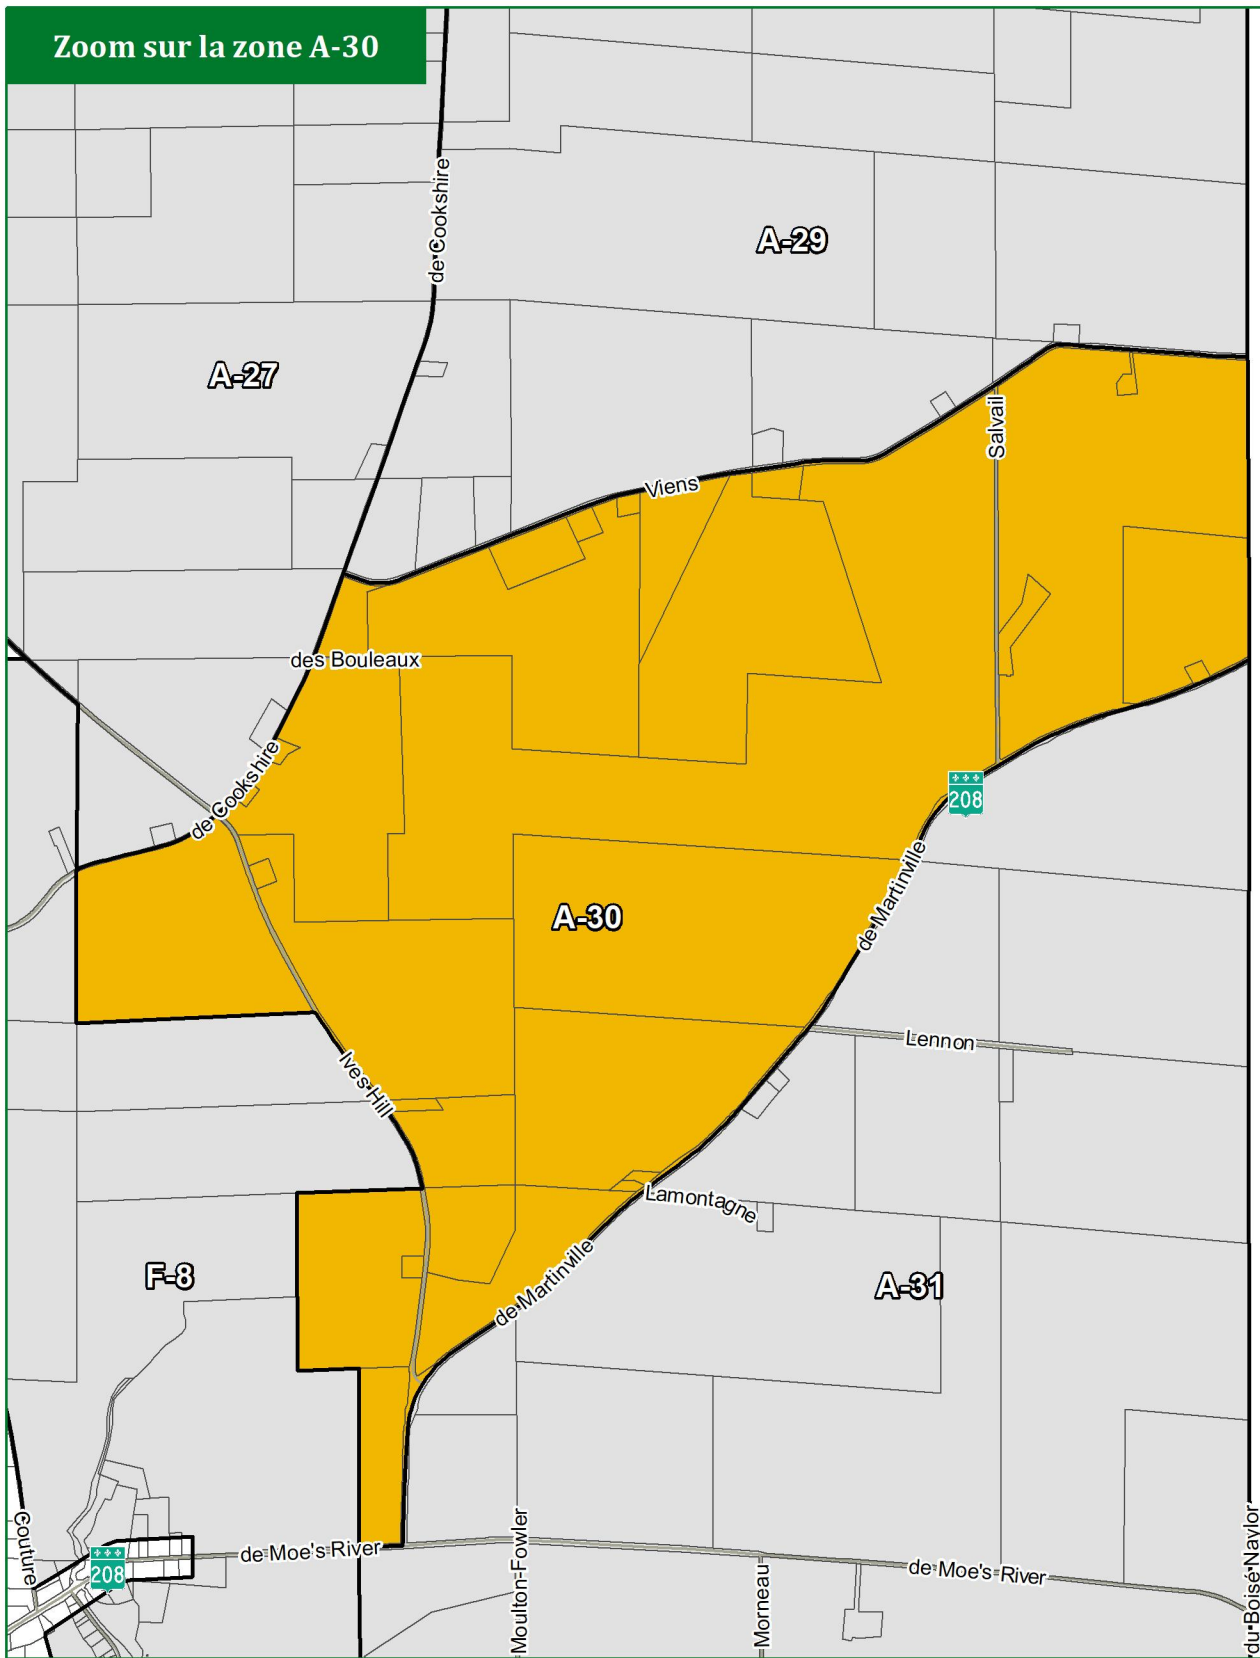 Zoom sur la zone A-30
de Cookshire
A-29
A-27
Salvail
Viens
des Bouleaux
de Cookshire
208
de Martinville
A-30
Lennon
Ives Hill
Lamontagne
F-8
A-31
de Martinville
Couture
208
de Moe's River
Moulton-Fowler
Morneau
de Moe's River
du Boisé-Naylor